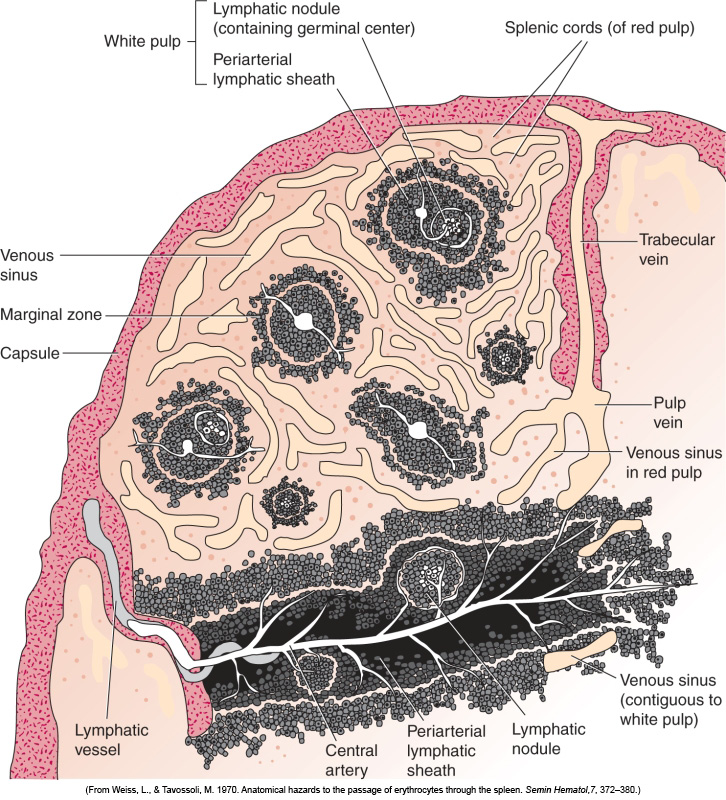 Lymphatic nodule
(containing germinal center)
White pulp
Periarterial
lymphatic sheath
Splenic cords (of red pulp)
Venous
sinus
Marginal zone
Capsule
Trabecular
vein
Pulp
vein
Venous sinus
in red pulp
Venous sinus
(contiguous to
white pulp)
Lymphatic
vessel
Central
artery
Periarterial
lymphatic
sheath
Lymphatic
nodule
(From Weiss, L., & Tavossoli, M. 1970. Anatomical hazards to the passage of erythrocytes through the spleen. Semin Hematol,7, 372–380.)